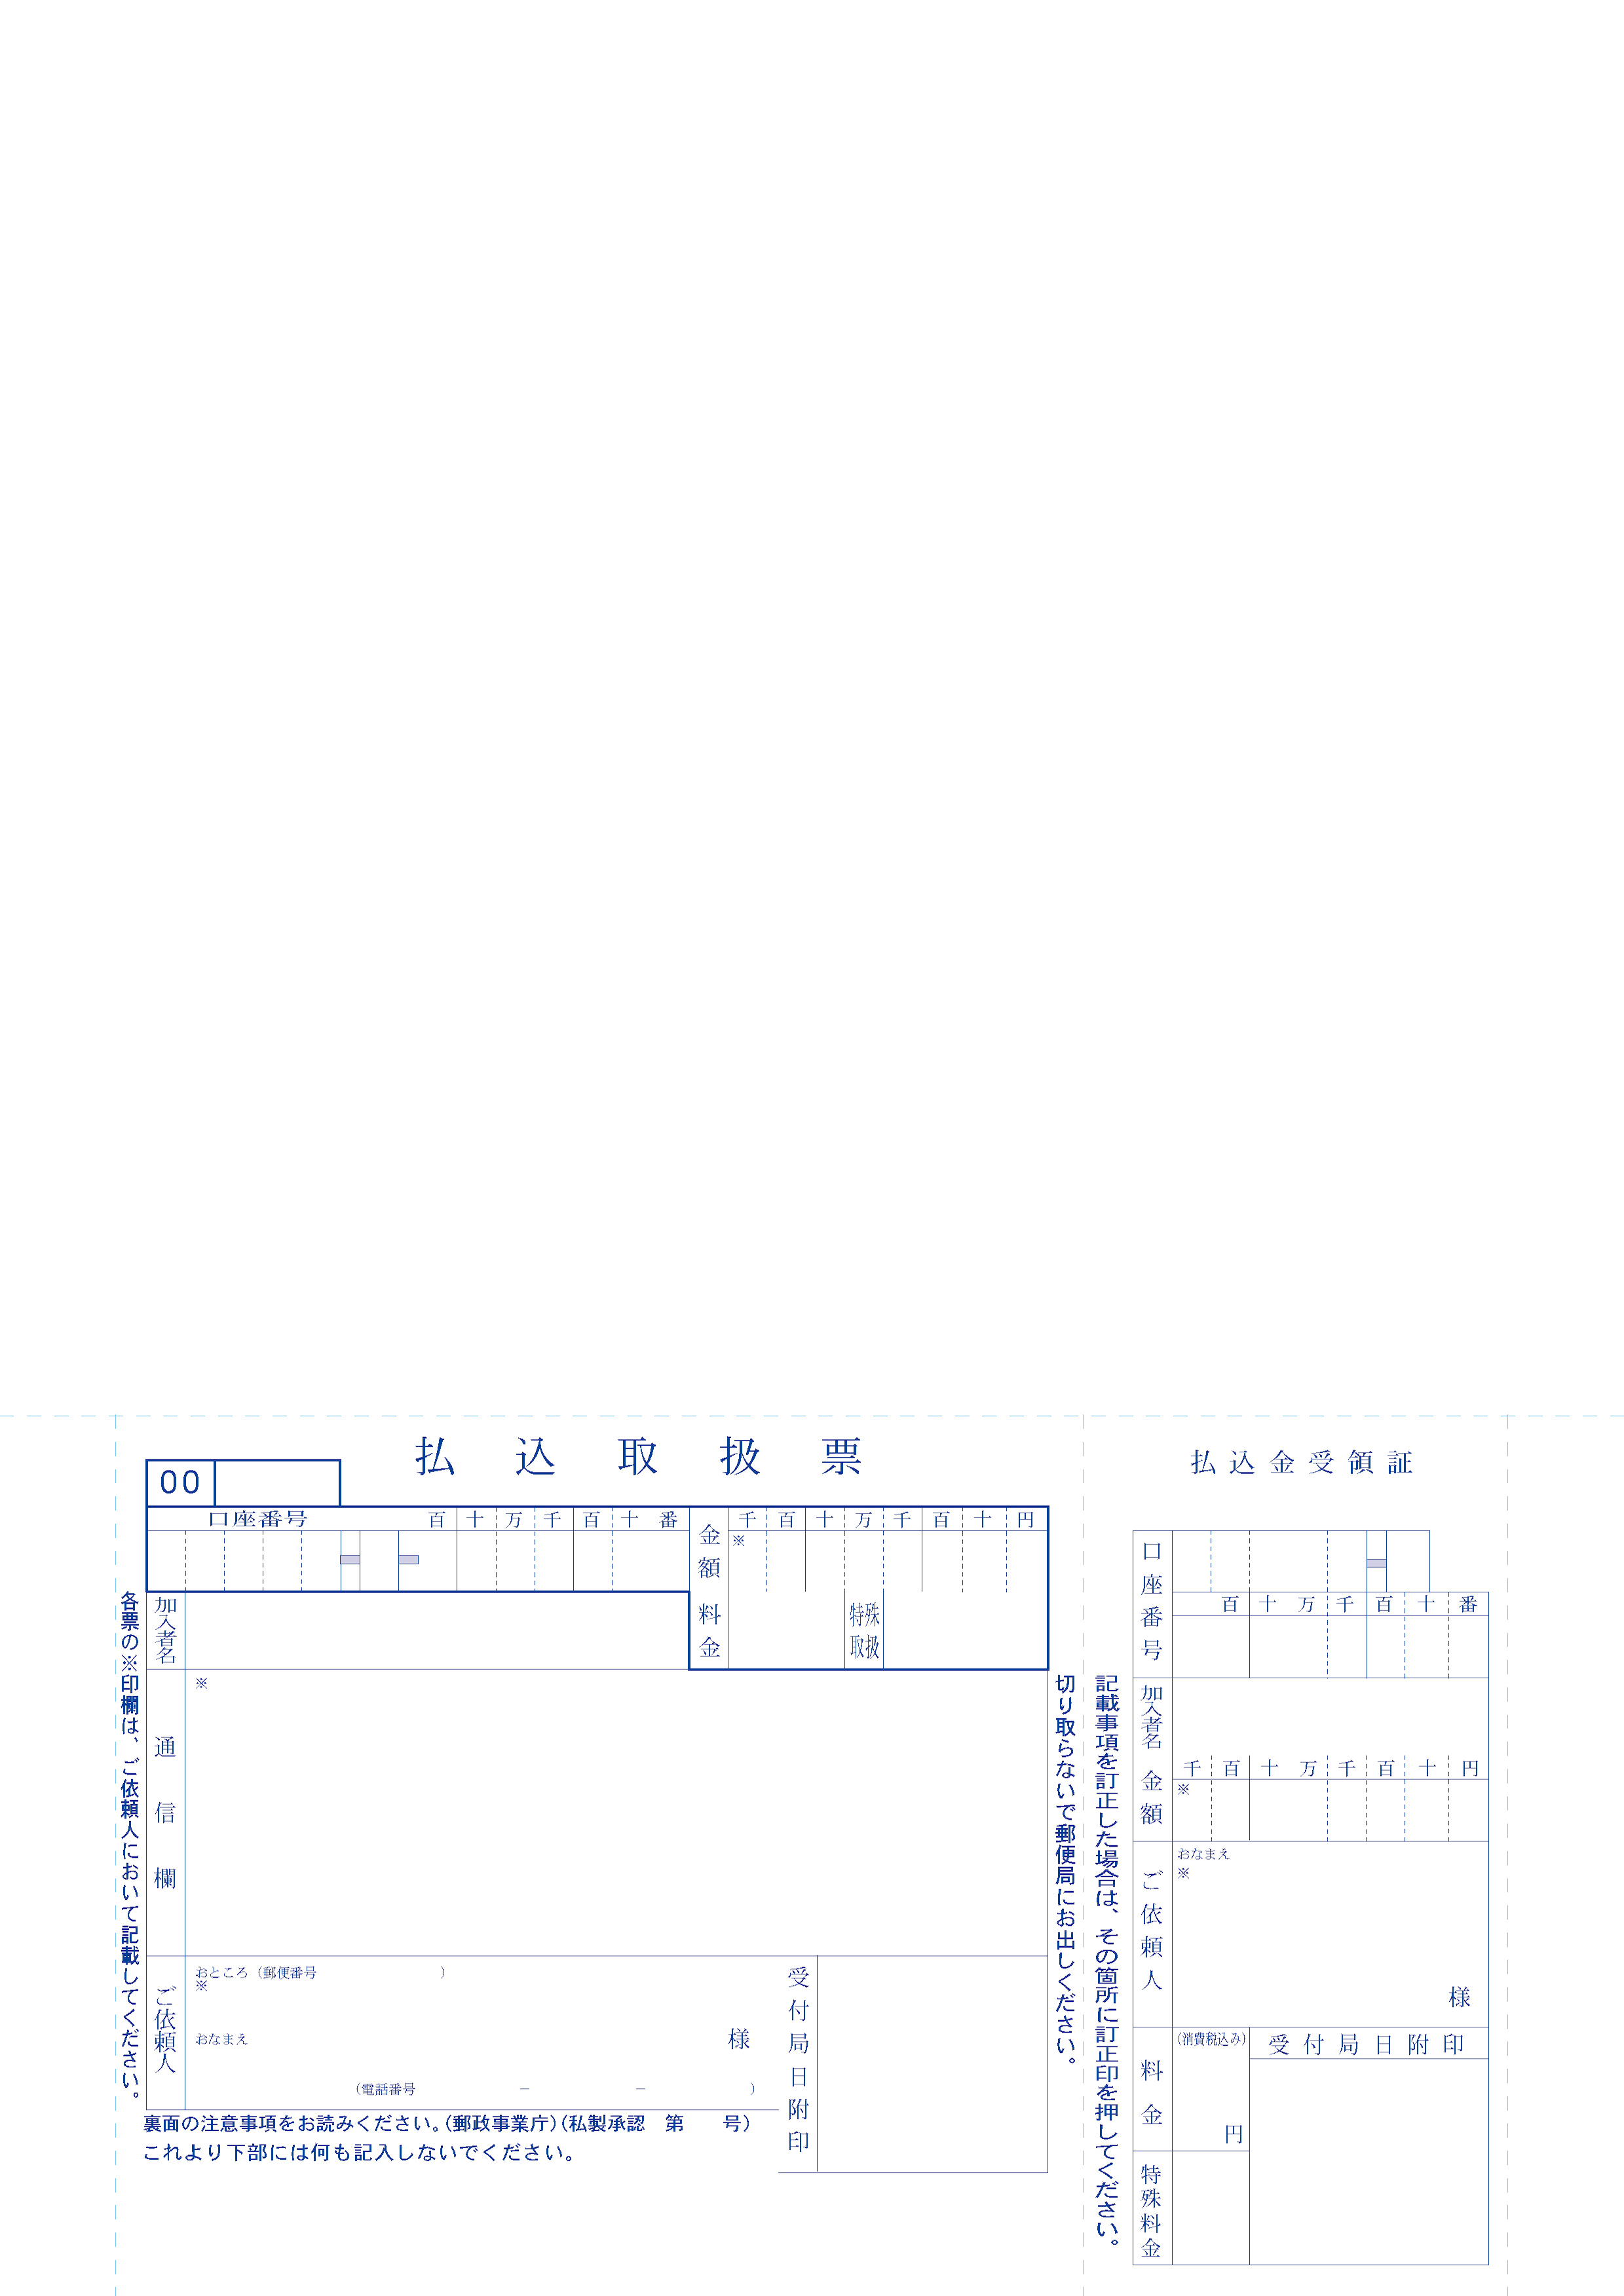 払込取扱票
00
口座番号 百十万千百十番
金額 千百十万千百十円
※
加入者名
料金
特殊取扱
通信欄
※
ご依頼人
おところ(郵便番号 )
※
おなまえ
様
(電話番号 － － )
受付局日附印
裏面の注意事項をお読みください。(郵政事業庁)(私製承認 第 号)
これより下部には何も記入しないでください。
各票の※印欄は、ご依頼人において記載してください。
切り取らないで郵便局にお出しください。
記載事項を訂正した場合は、その箇所に訂正印を押してください。
払込金受領証
口座番号
百十万千百十番
加入者名
金額
千百十万千百十円
※
ご依頼人
おなまえ
※
様
料金
(消費税込み)
円
受付局日附印
特殊料金